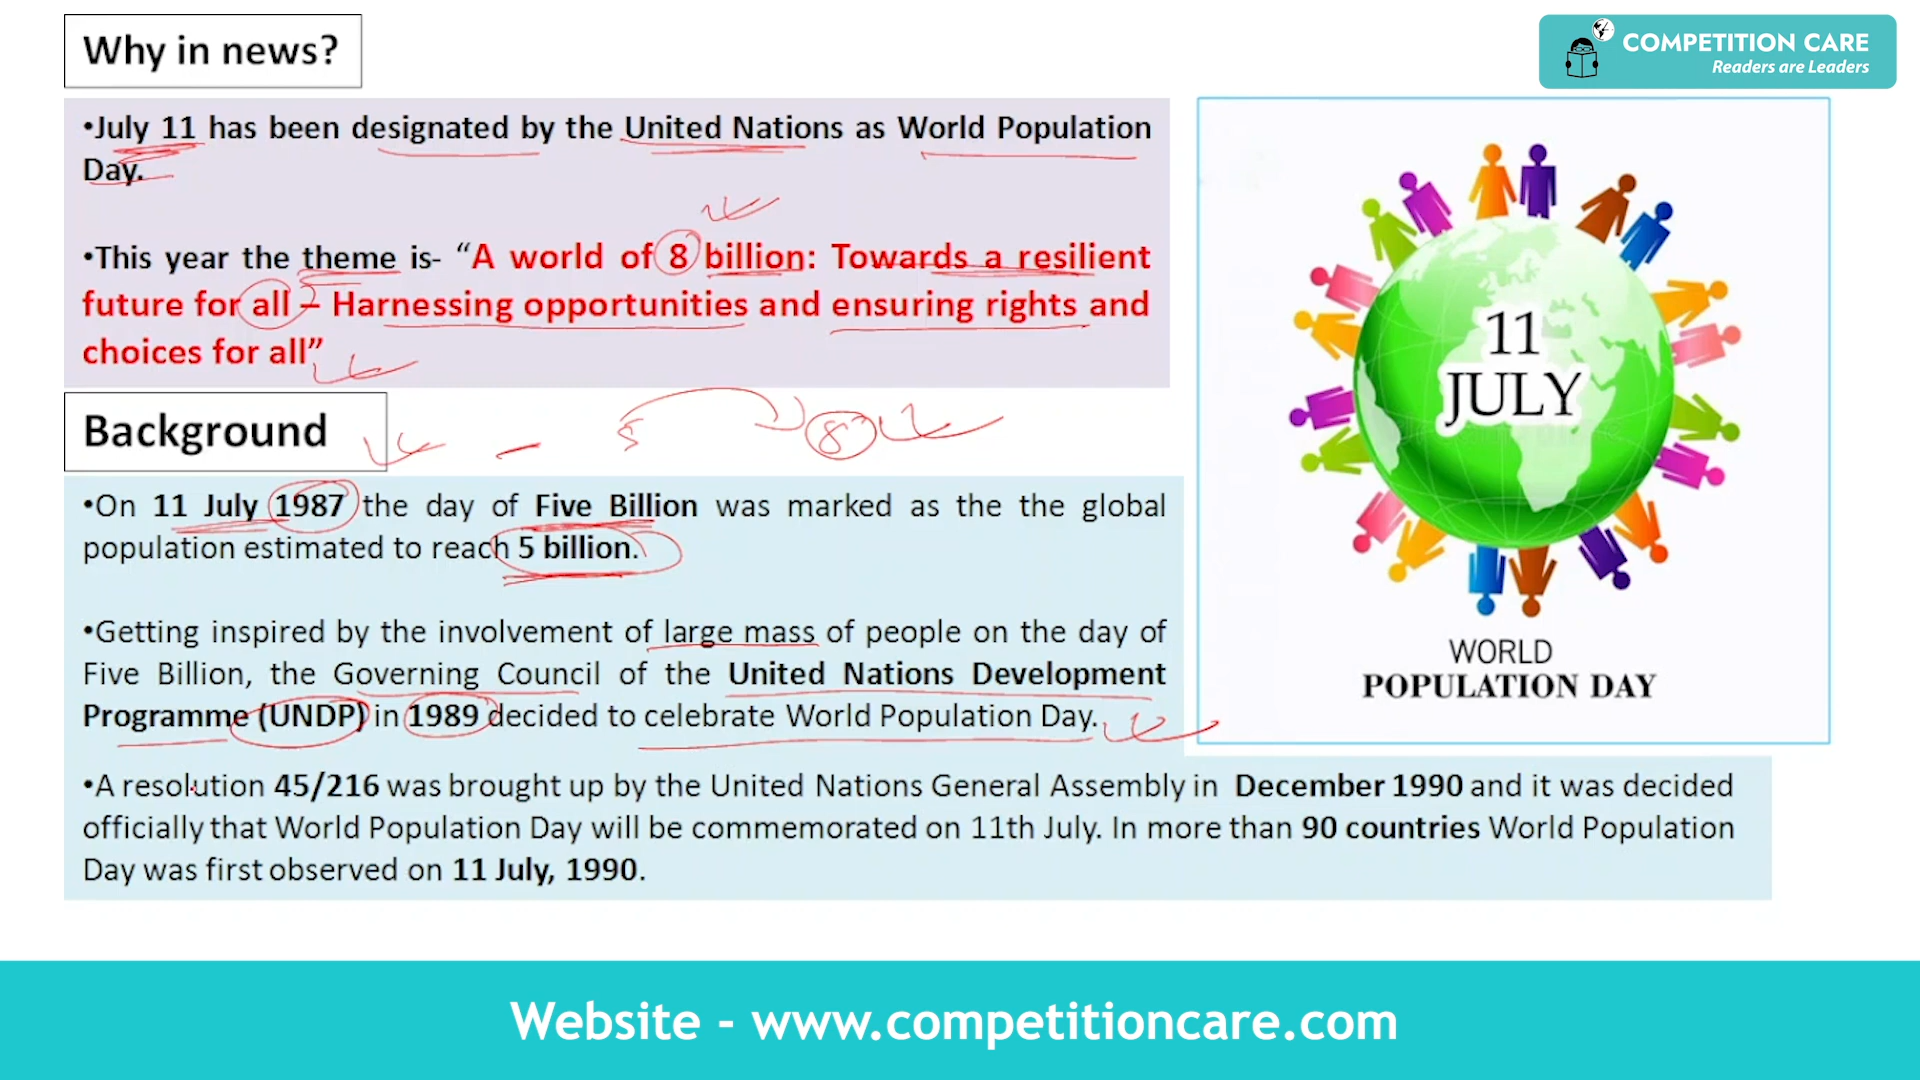 Why in news?
COMPETITION CARE
Readers are Leaders
•July 11 has been designated by the United Nations as World Population
Day.
•This year the theme is- “A world of 8 billion: Towards a resilient
future for all – Harnessing opportunities and ensuring rights and
choices for all”
Background
5 8
•On 11 July 1987 the day of Five Billion was marked as the the global
population estimated to reach 5 billion.
•Getting inspired by the involvement of large mass of people on the day of
Five Billion, the Governing Council of the United Nations Development
Programme (UNDP) in 1989 decided to celebrate World Population Day.
•A resolution 45/216 was brought up by the United Nations General Assembly in December 1990 and it was decided
officially that World Population Day will be commemorated on 11th July. In more than 90 countries World Population
Day was first observed on 11 July, 1990.
11
JULY
WORLD
POPULATION DAY
Website - www.competitioncare.com